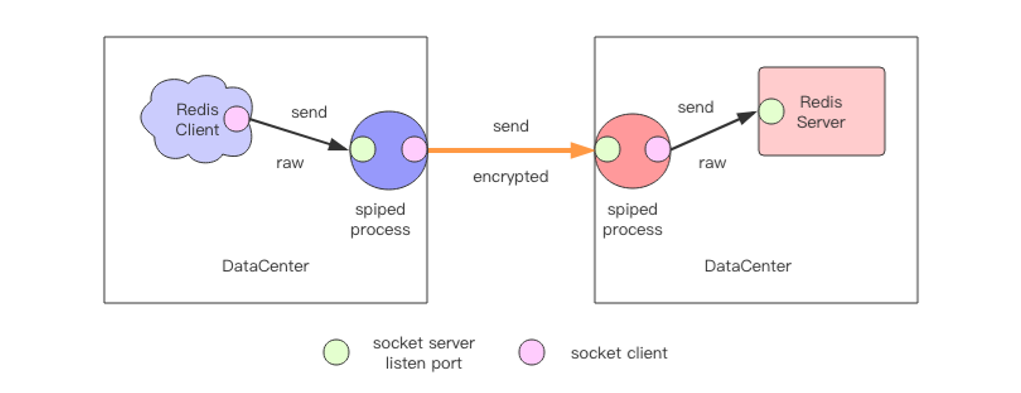 Redis
Client
send
raw
spiped
process
DataCenter
send
encrypted
send
raw
Redis
Server
spiped
process
DataCenter
socket server
listen port
socket client